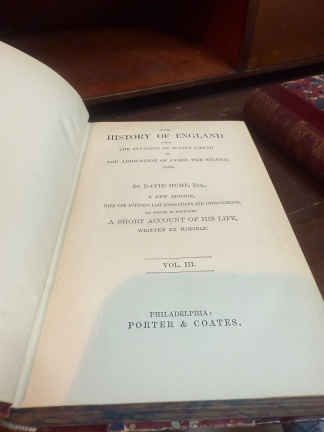 THE
HISTORY OF ENGLAND
FROM
THE INVASION OF JULIUS CÆSAR
TO
THE ABDICATION OF JAMES THE SECOND,
1688.
BY DAVID HUME, ESQ.
A NEW EDITION,
WITH THE AUTHOR'S LAST CORRECTIONS AND IMPROVEMENTS,
TO WHICH IS PREFIXED
A SHORT ACCOUNT OF HIS LIFE,
WRITTEN BY HIMSELF.
VOL. III.
PHILADELPHIA:
PORTER & COATES,